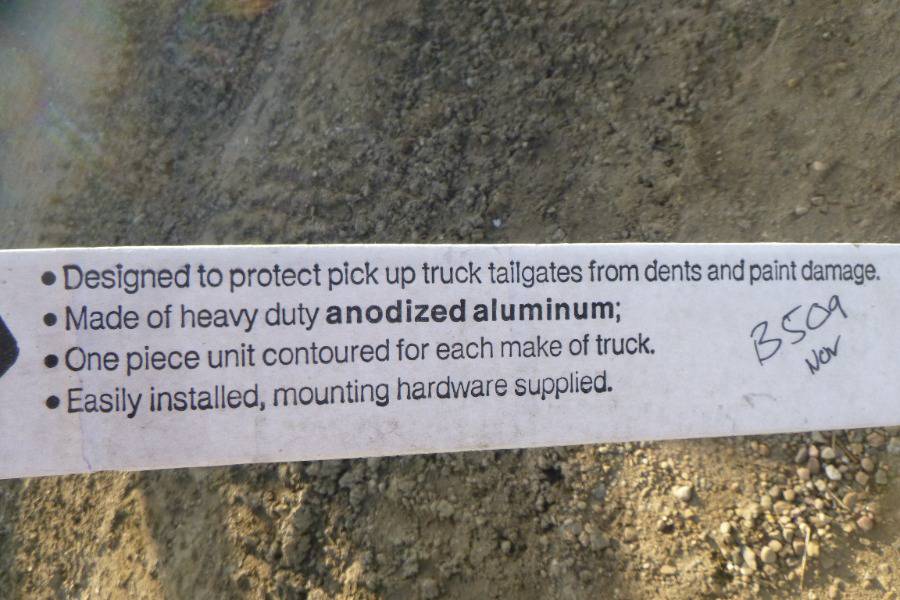 • Designed to protect pick up truck tailgates from dents and paint damage.
• Made of heavy duty anodized aluminum;
• One piece unit contoured for each make of truck.
• Easily installed, mounting hardware supplied.
B509
Nov